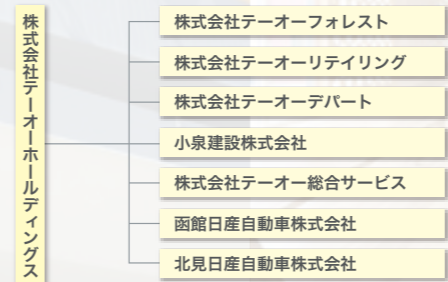 株式会社テーオーホールディングス
株式会社テーオーフォレスト
株式会社テーオーリテイリング
株式会社テーオーデパート
小泉建設株式会社
株式会社テーオー総合サービス
函館日産自動車株式会社
北見日産自動車株式会社